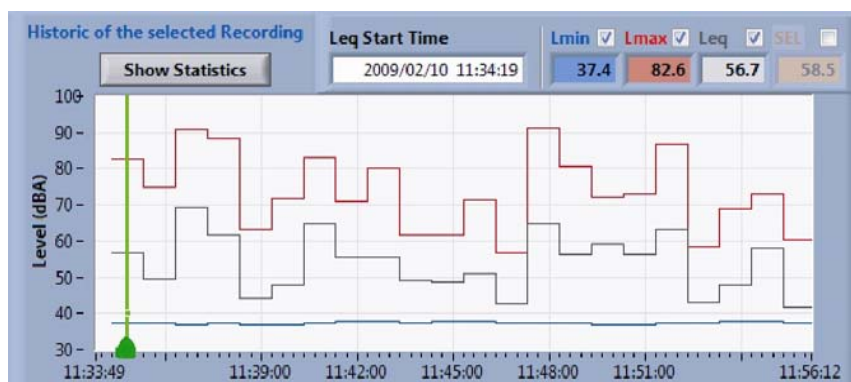 Historic of the selected Recording
Show Statistics
Leq Start Time
2009/02/10 11:34:19
Lmin Lmax Leq SEL
37.4 82.6 56.7 58.5
Level (dBA)
100
90
80
70
60
50
40
30
11:33:49 11:39:00 11:42:00 11:45:00 11:48:00 11:51:00 11:56:12